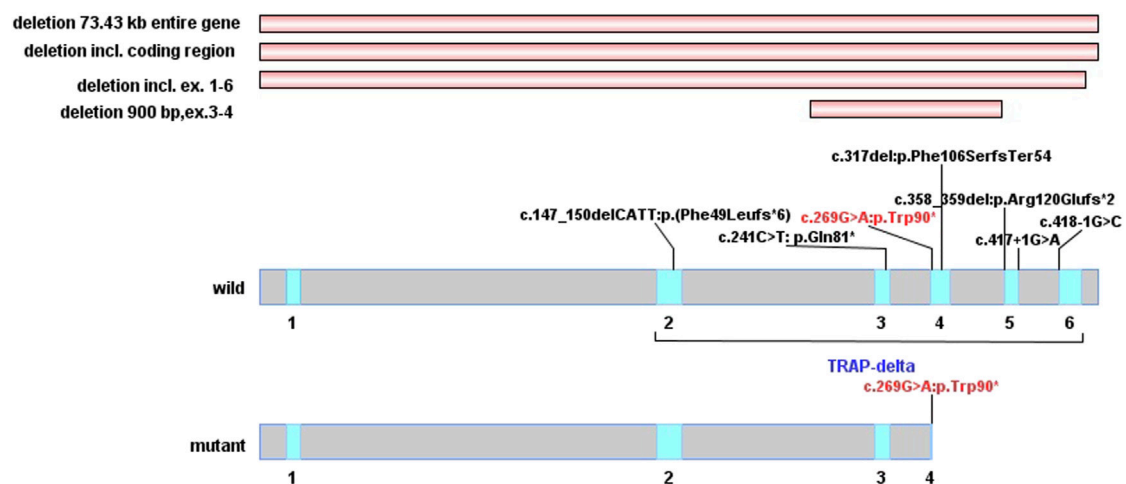 deletion 73.43 kb entire gene
deletion incl. coding region
deletion incl. ex. 1-6
deletion 900 bp,ex.3-4
c.317del:p.Phe106SerfsTer54
c.358_359del:p.Arg120Glufs*2
c.147_150delCATT:p.(Phe49Leufs*6)
c.269G>A:p.Trp90*
c.418-1G>C
c.241C>T: p.Gln81*
c.417+1G>A
wild
1 2 3 4 5 6
TRAP-delta
c.269G>A:p.Trp90*
mutant
1 2 3 4